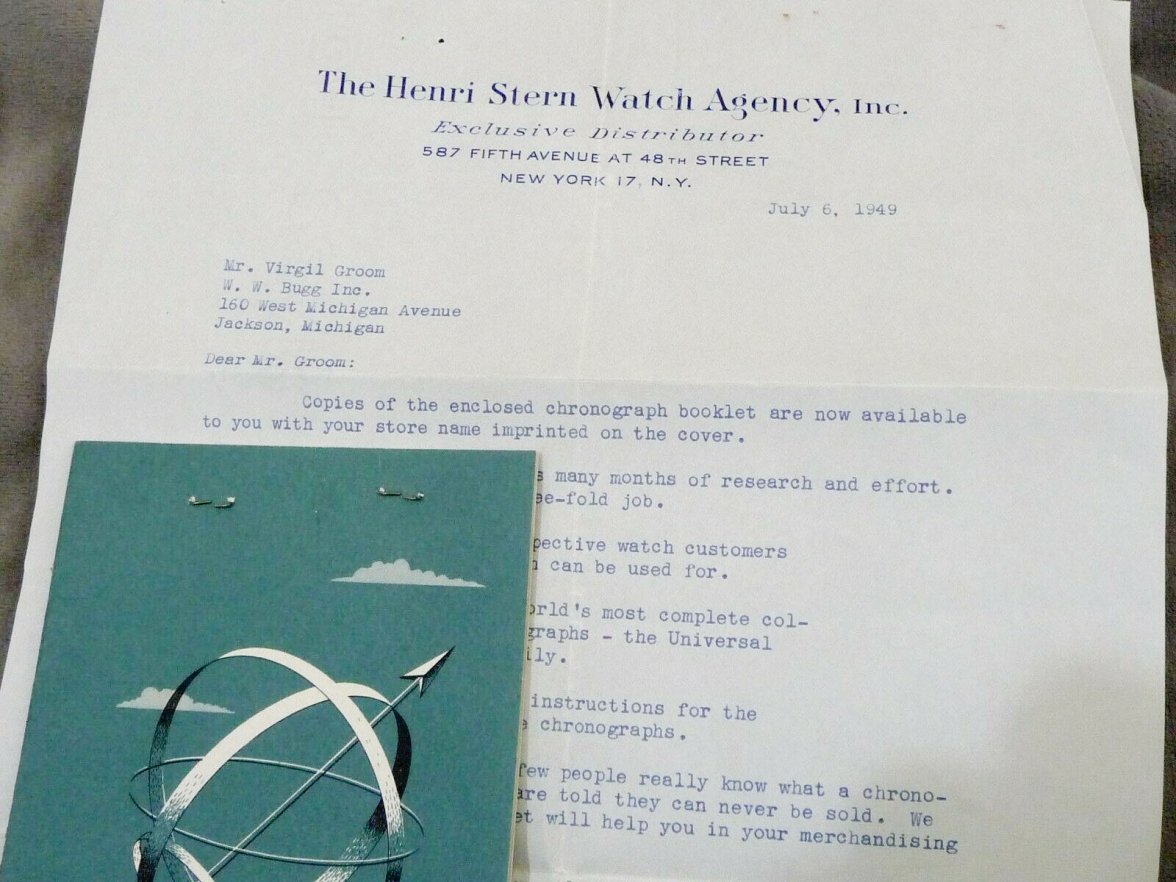 The Henri Stern Watch Agency, Inc.
Exclusive Distributor
587 FIFTH AVENUE AT 48TH STREET
NEW YORK 17, N.Y.
July 6, 1949
Mr. Virgil Groom
W. W. Bugg Inc.
160 West Michigan Avenue
Jackson, Michigan
Dear Mr. Groom:
Copies of the enclosed chronograph booklet are now available
to you with your store name imprinted on the cover.
many months of research and effort.
-fold job.
watch customers
can be used for.
world's most complete col-
graphs - the Universal
instructions for the
chronographs.
few people really know what a chrono-
are told they can never be sold. We
will help you in your merchandising